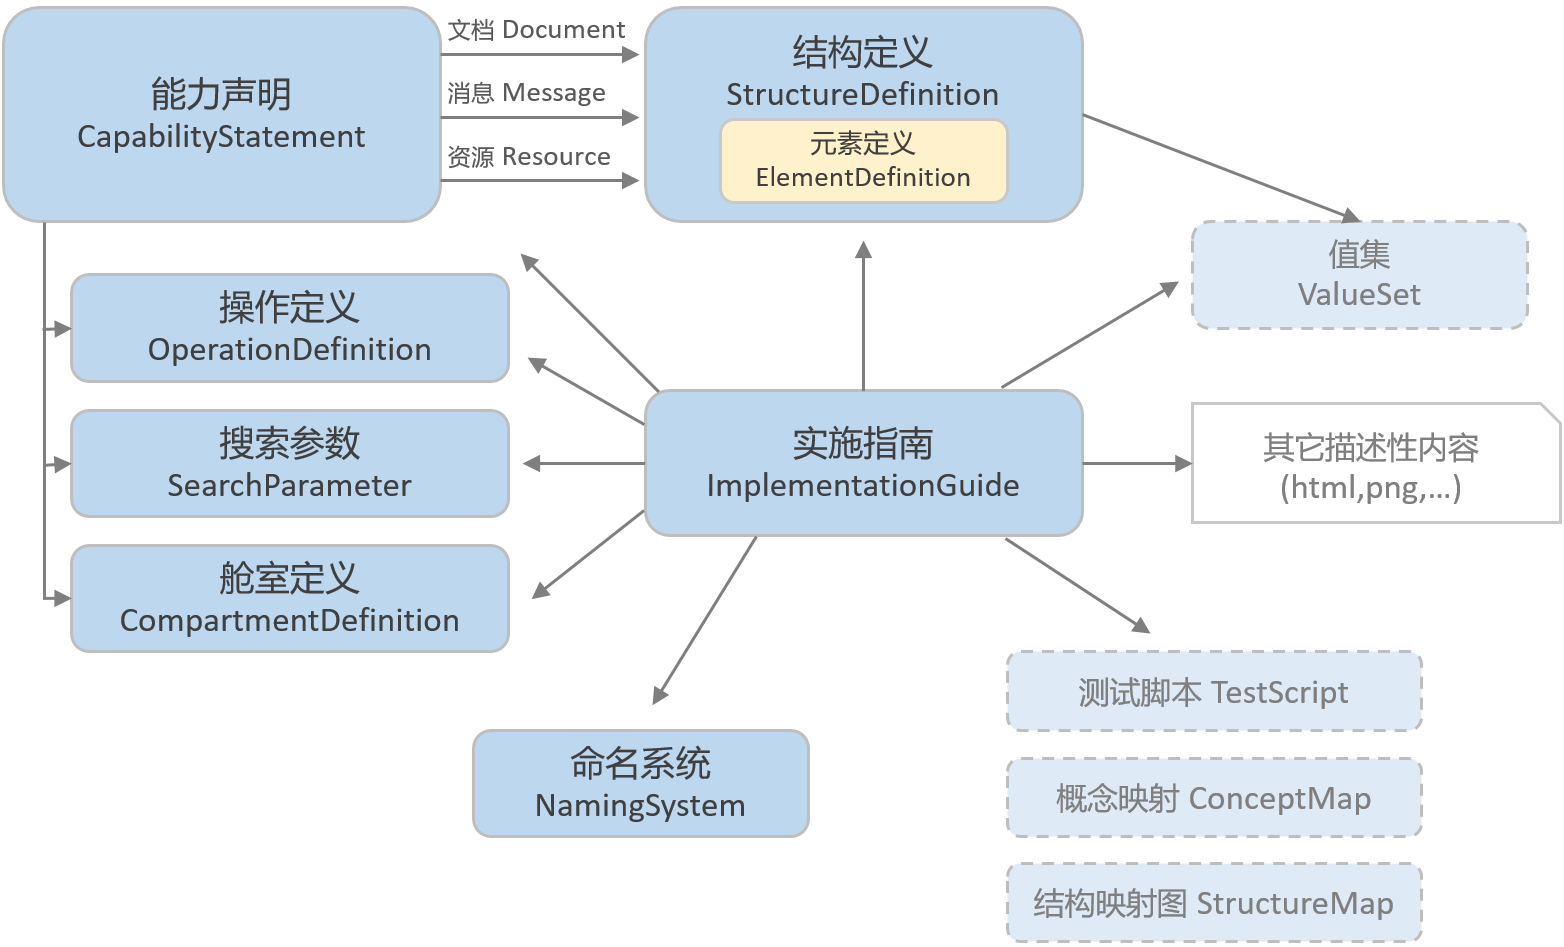 能力声明
CapabilityStatement
文档 Document
消息 Message
资源 Resource
结构定义
StructureDefinition
元素定义
ElementDefinition
值集
ValueSet
操作定义
OperationDefinition
搜索参数
SearchParameter
舱室定义
CompartmentDefinition
实施指南
ImplementationGuide
其它描述性内容
(html,png,...)
命名系统
NamingSystem
测试脚本 TestScript
概念映射 ConceptMap
结构映射图 StructureMap